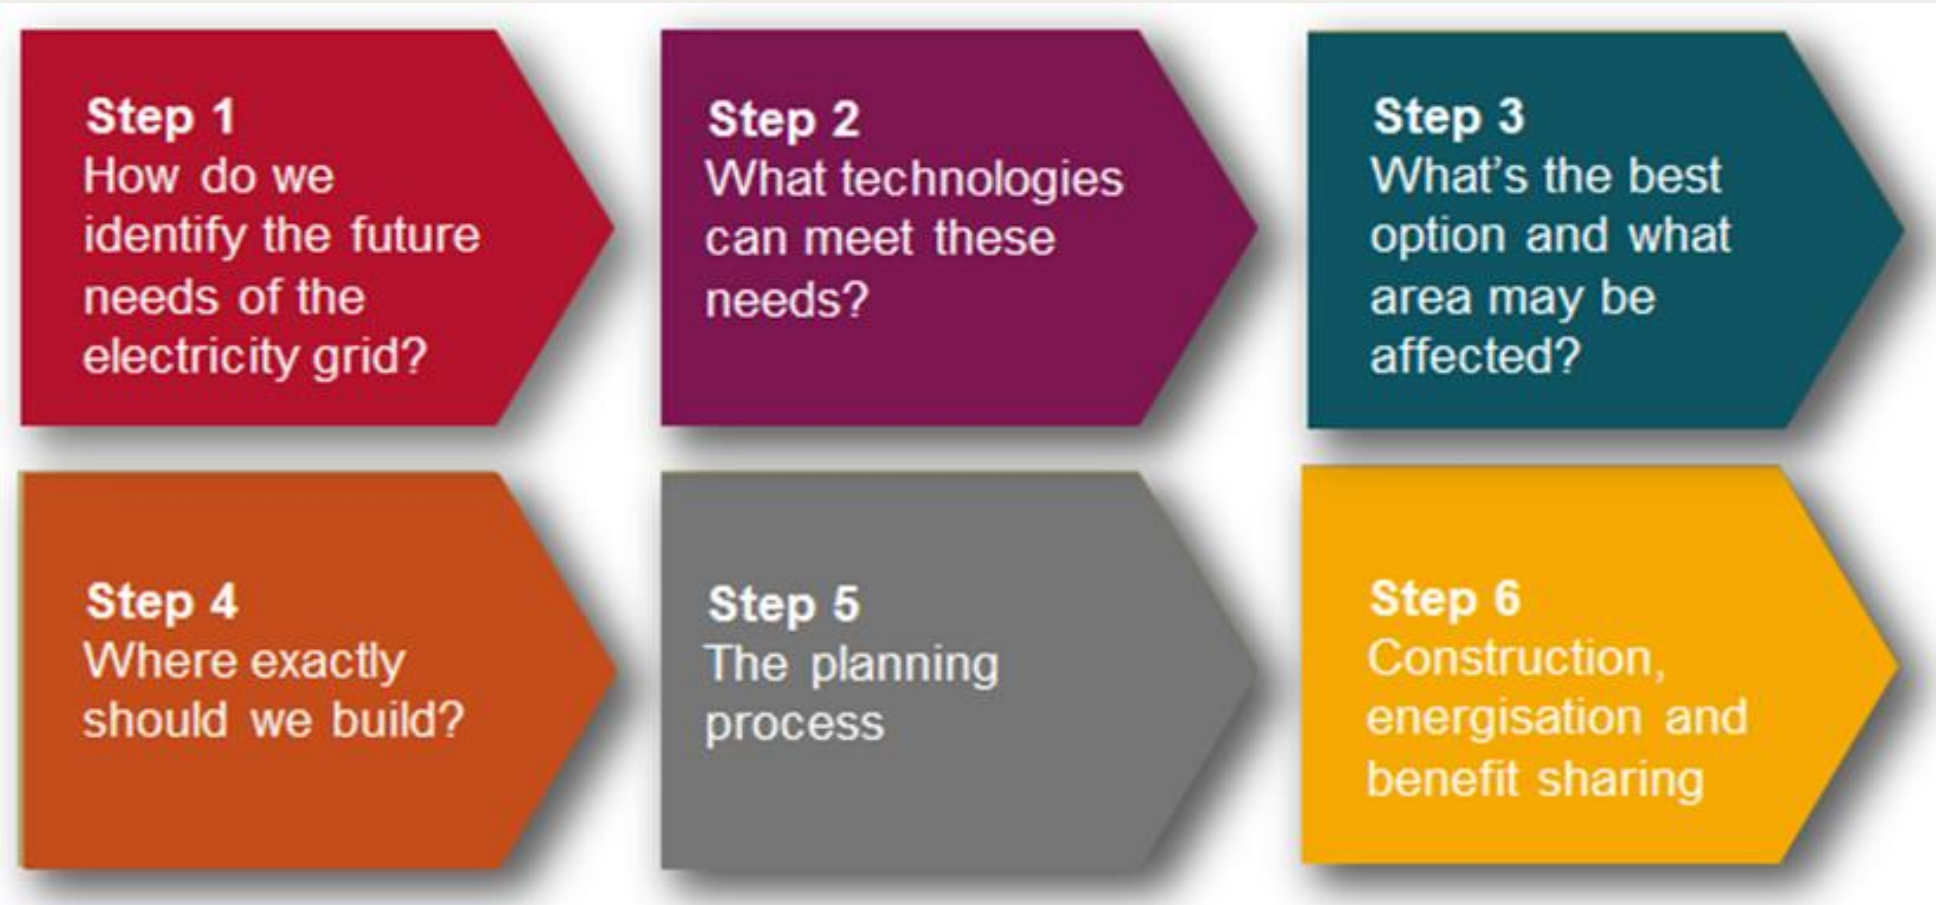 Step 1
How do we
identify the future
needs of the
electricity grid?
Step 2
What technologies
can meet these
needs?
Step 3
What's the best
option and what
area may be
affected?
Step 4
Where exactly
should we build?
Step 5
The planning
process
Step 6
Construction,
energisation and
benefit sharing